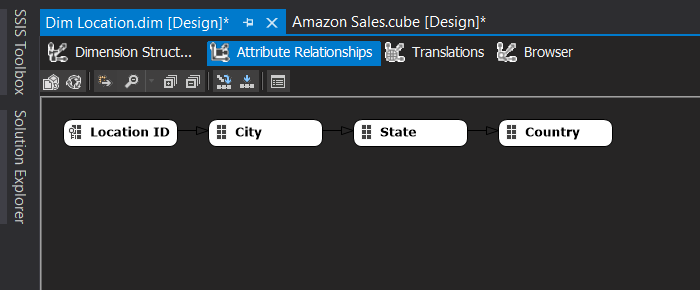 Dim Location.dim [Design]* Amazon Sales.cube [Design]*
Dimension Struct... Attribute Relationships Translations Browser
SSIS Toolbox
Solution Explorer
Location ID City State Country